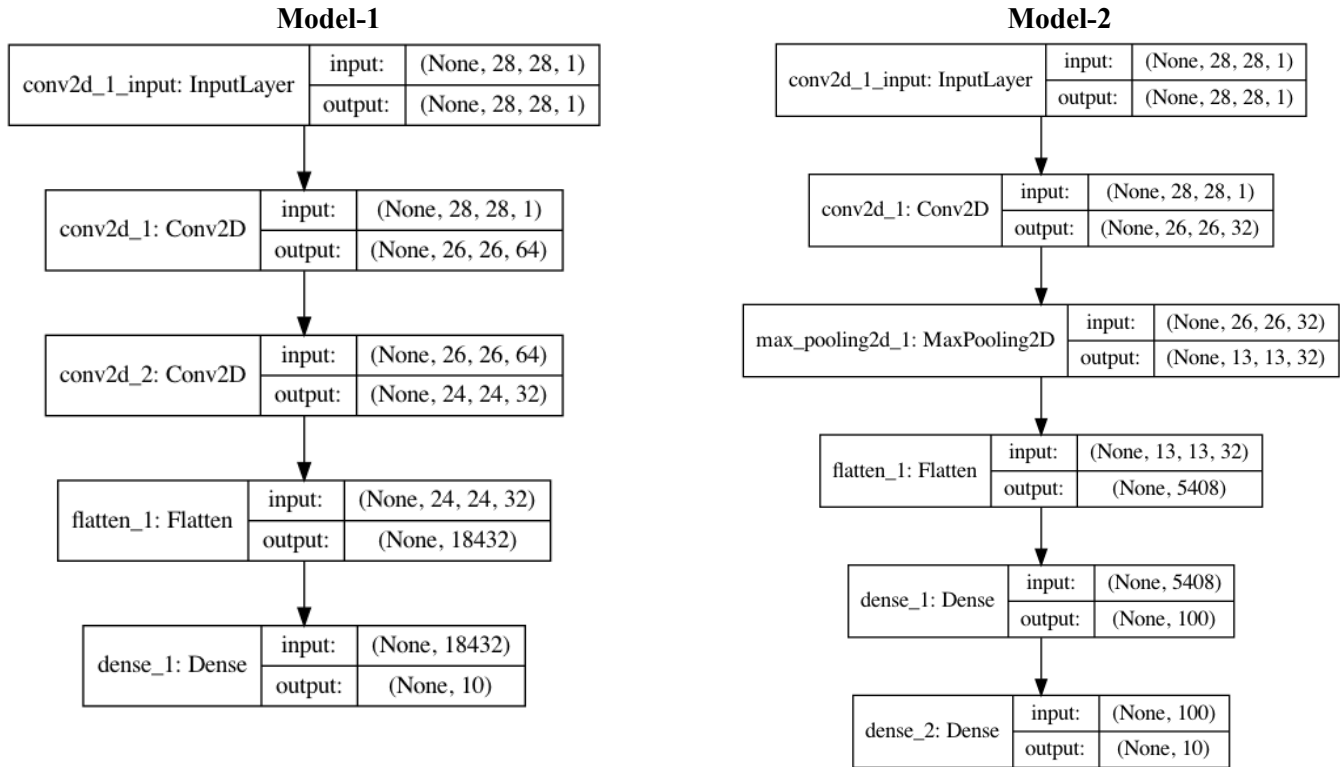 Model-1
conv2d_1_input: InputLayer
input: (None, 28, 28, 1)
output: (None, 28, 28, 1)
conv2d_1: Conv2D
input: (None, 28, 28, 1)
output: (None, 26, 26, 64)
conv2d_2: Conv2D
input: (None, 26, 26, 64)
output: (None, 24, 24, 32)
flatten_1: Flatten
input: (None, 24, 24, 32)
output: (None, 18432)
dense_1: Dense
input: (None, 18432)
output: (None, 10)
Model-2
conv2d_1_input: InputLayer
input: (None, 28, 28, 1)
output: (None, 28, 28, 1)
conv2d_1: Conv2D
input: (None, 28, 28, 1)
output: (None, 26, 26, 32)
max_pooling2d_1: MaxPooling2D
input: (None, 26, 26, 32)
output: (None, 13, 13, 32)
flatten_1: Flatten
input: (None, 13, 13, 32)
output: (None, 5408)
dense_1: Dense
input: (None, 5408)
output: (None, 100)
dense_2: Dense
input: (None, 100)
output: (None, 10)